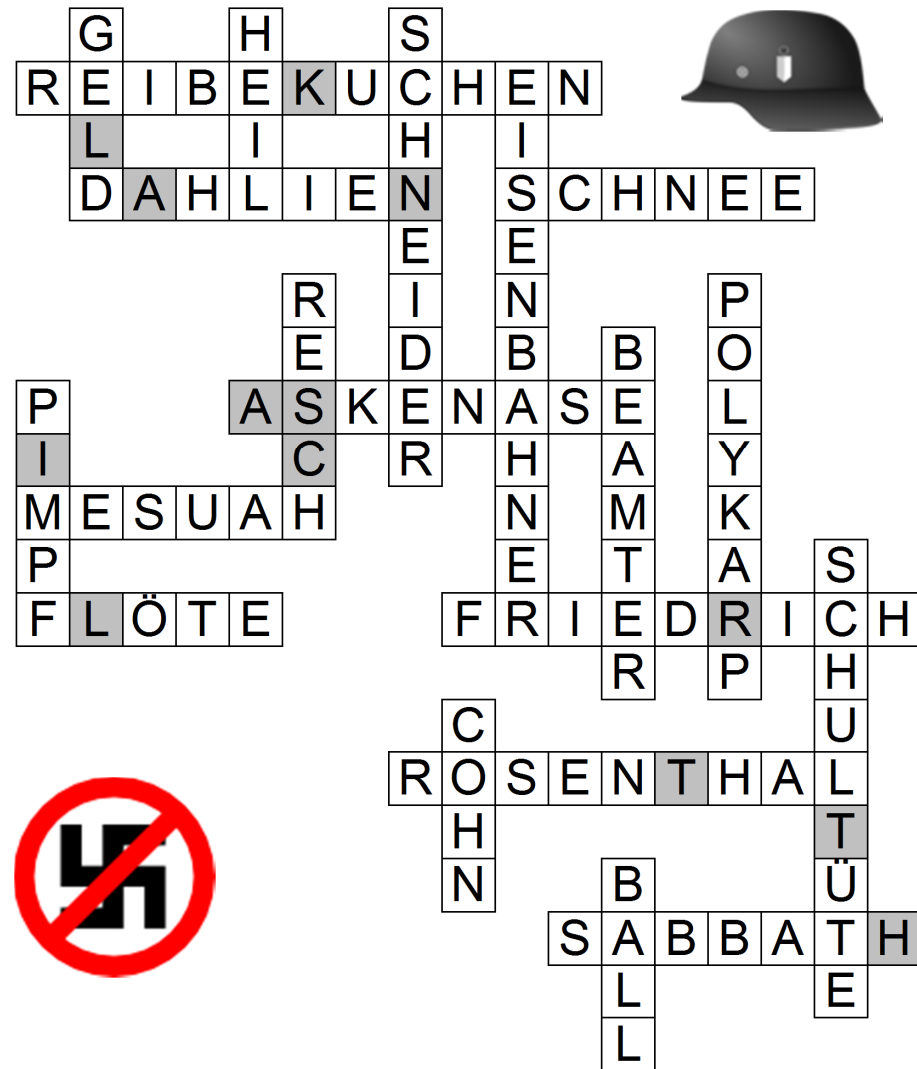 GELD
HEIL
SCHNEIDER
REIBEKUCHEN
EISENBAHNER
DAHLIEN
SCHNEE
RESCH
POLYKARP
BEAMTER
PIMPF
ASKENASE
MESUAH
SCHULTÜTE
FLÖTE
FRIEDRICH
COHN
ROSENTHAL
BALL
SABBATH